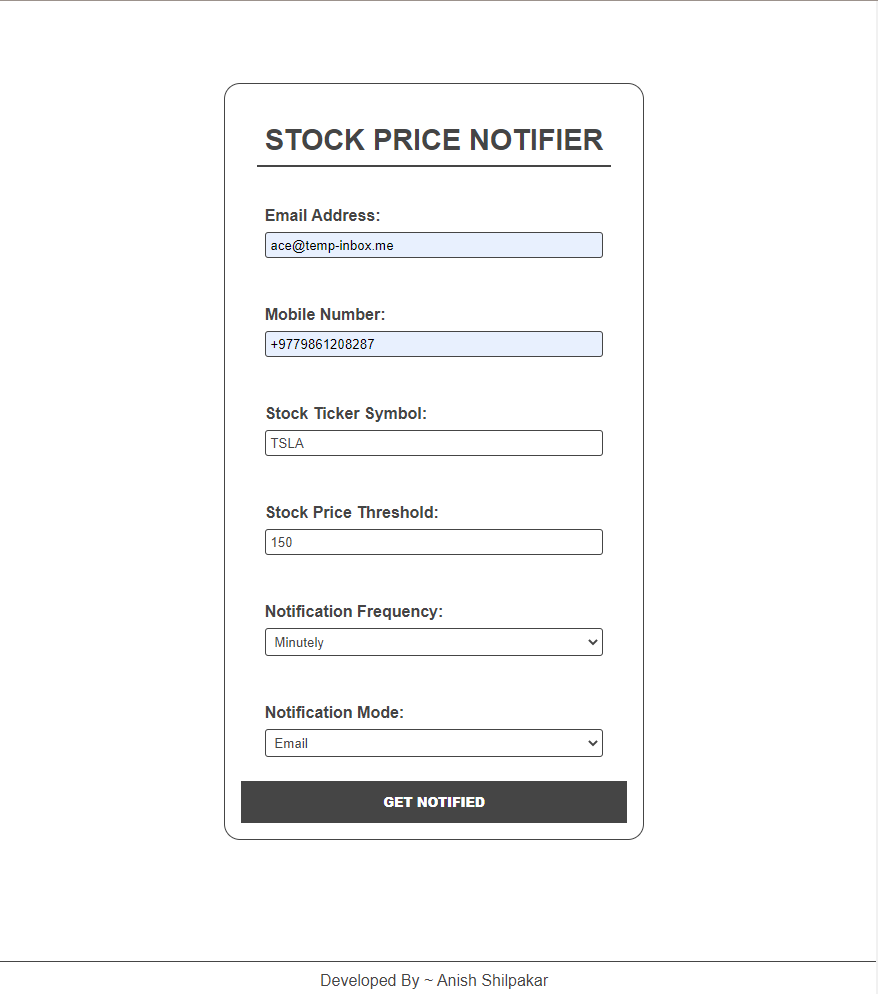 STOCK PRICE NOTIFIER
Email Address:
ace@temp-inbox.me
Mobile Number:
+9779861208287
Stock Ticker Symbol:
TSLA
Stock Price Threshold:
150
Notification Frequency:
Minutely
Notification Mode:
Email
GET NOTIFIED
Developed By ~ Anish Shilpakar